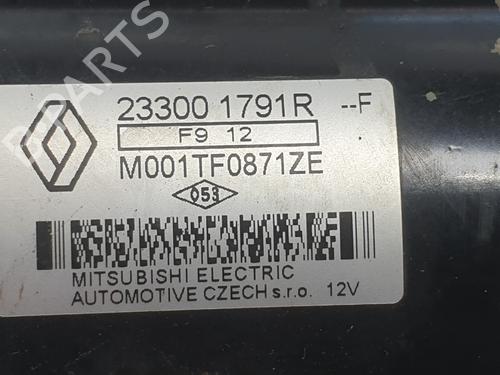 B-PARTS
23300 1791R --F
F9 12
M001TF0871ZE
053
MITSUBISHI ELECTRIC
AUTOMOTIVE CZECH s.r.o. 12V